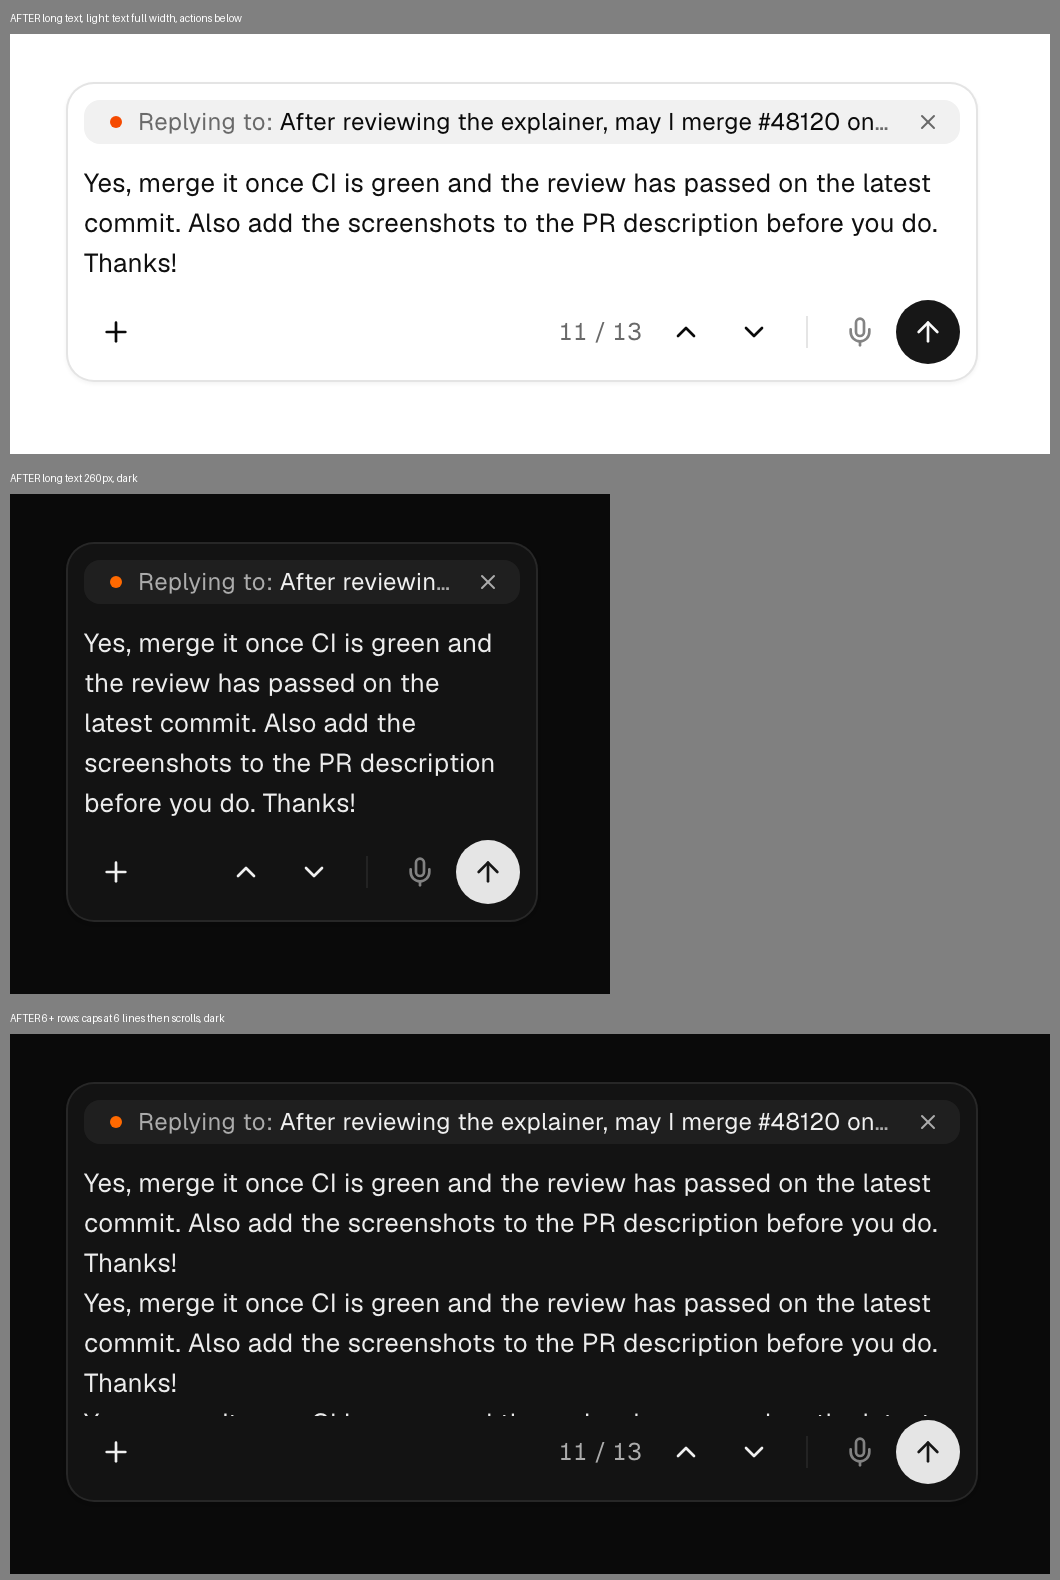 AFTER long text, light: text full width, actions below
Replying to: After reviewing the explainer, may I merge #48120 on...
Yes, merge it once CI is green and the review has passed on the latest
commit. Also add the screenshots to the PR description before you do.
Thanks!
11 / 13
AFTER long text 260px, dark
Replying to: After reviewin...
Yes, merge it once CI is green and
the review has passed on the
latest commit. Also add the
screenshots to the PR description
before you do. Thanks!
AFTER 6+ rows: caps at 6 lines then scrolls, dark
Replying to: After reviewing the explainer, may I merge #48120 on...
Yes, merge it once CI is green and the review has passed on the latest
commit. Also add the screenshots to the PR description before you do.
Thanks!
Yes, merge it once CI is green and the review has passed on the latest
commit. Also add the screenshots to the PR description before you do.
Thanks!
11 / 13